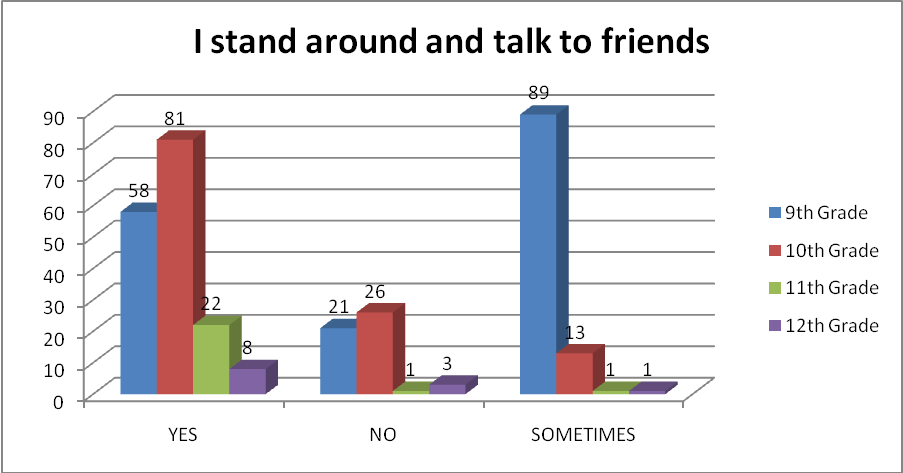 I stand around and talk to friends
90
80
70
60
50
40
30
20
10
0
58
81
22
8
21
26
1
3
89
13
1
1
YES
NO
SOMETIMES
9th Grade
10th Grade
11th Grade
12th Grade